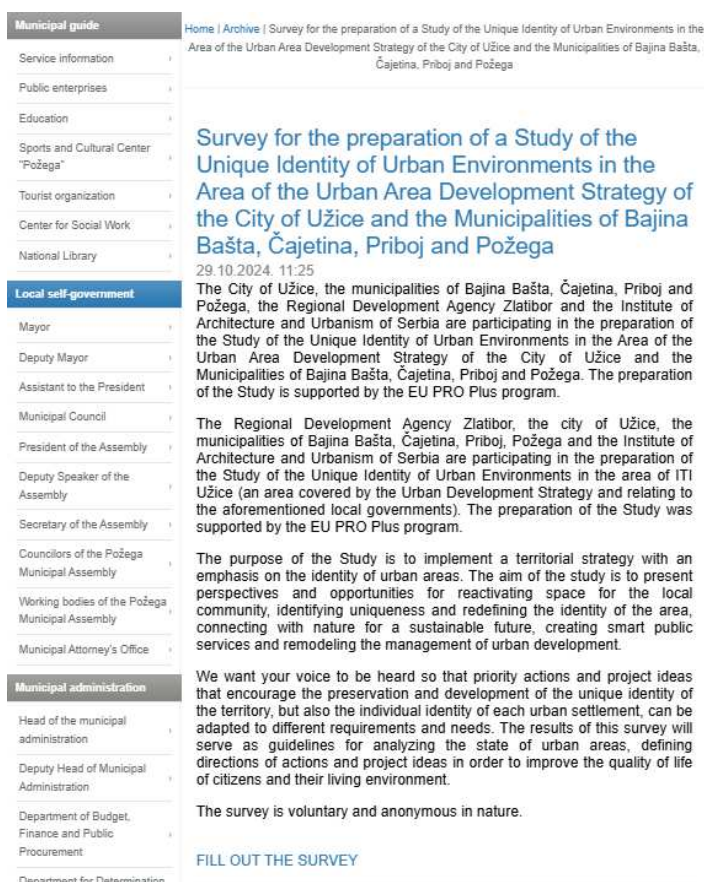 Municipal guide
Service information
Public enterprises
Education
Sports and Cultural Center
"Požega"
Tourist organization
Center for Social Work
National Library
Local self-government
Mayor
Deputy Mayor
Assistant to the President
Municipal Council
President of the Assembly
Deputy Speaker of the
Assembly
Secretary of the Assembly
Councilors of the Požega
Municipal Assembly
Working bodies of the Požega
Municipal Assembly
Municipal Attorney's Office
Municipal administration
Head of the municipal
administration
Deputy Head of Municipal
Administration
Department of Budget,
Finance and Public
Procurement
Department for Determination
Home | Archive | Survey for the preparation of a Study of the Unique Identity of Urban Environments in the
Area of the Urban Area Development Strategy of the City of Užice and the Municipalities of Bajina Bašta,
Čajetina, Priboj and Požega
Survey for the preparation of a Study of the
Unique Identity of Urban Environments in the
Area of the Urban Area Development Strategy of
the City of Užice and the Municipalities of Bajina
Bašta, Čajetina, Priboj and Požega
29.10.2024. 11:25
The City of Užice, the municipalities of Bajina Bašta, Čajetina, Priboj and
Požega, the Regional Development Agency Zlatibor and the Institute of
Architecture and Urbanism of Serbia are participating in the preparation of
the Study of the Unique Identity of Urban Environments in the Area of the
Urban Area Development Strategy of the City of Užice and the
Municipalities of Bajina Bašta, Čajetina, Priboj and Požega. The preparation
of the Study is supported by the EU PRO Plus program.
The Regional Development Agency Zlatibor, the city of Užice, the
municipalities of Bajina Bašta, Čajetina, Priboj, Požega and the Institute of
Architecture and Urbanism of Serbia are participating in the preparation of
the Study of the Unique Identity of Urban Environments in the area of ITI
Užice (an area covered by the Urban Development Strategy and relating to
the aforementioned local governments). The preparation of the Study was
supported by the EU PRO Plus program.
The purpose of the Study is to implement a territorial strategy with an
emphasis on the identity of urban areas. The aim of the study is to present
perspectives and opportunities for reactivating space for the local
community, identifying uniqueness and redefining the identity of the area,
connecting with nature for a sustainable future, creating smart public
services and remodeling the management of urban development.
We want your voice to be heard so that priority actions and project ideas
that encourage the preservation and development of the unique identity of
the territory, but also the individual identity of each urban settlement, can be
adapted to different requirements and needs. The results of this survey will
serve as guidelines for analyzing the state of urban areas, defining
directions of actions and project ideas in order to improve the quality of life
of citizens and their living environment.
The survey is voluntary and anonymous in nature.
FILL OUT THE SURVEY